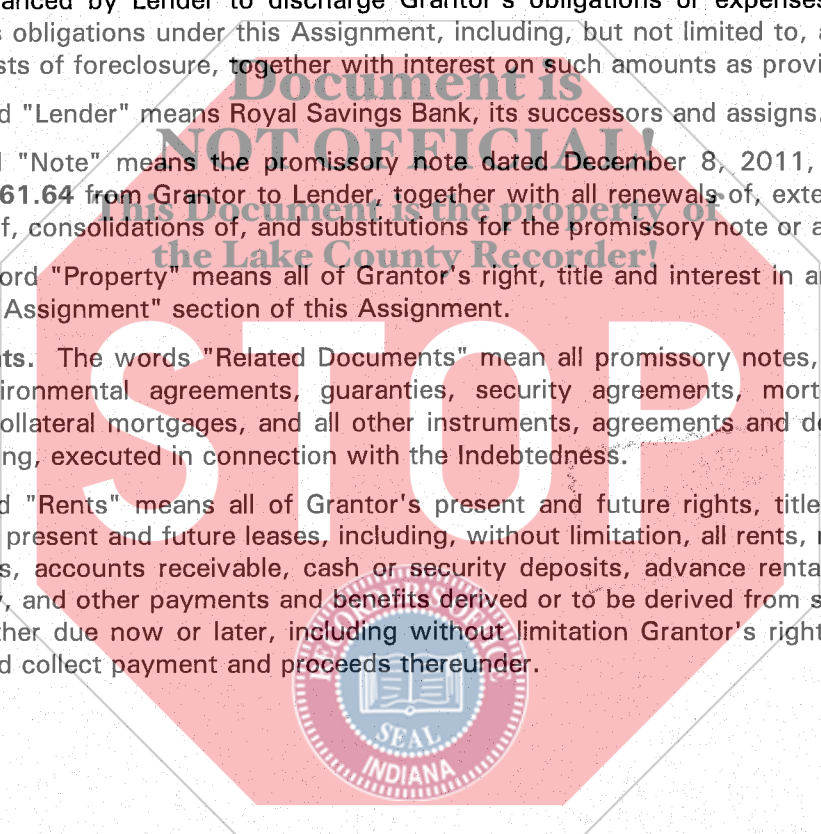 anced by Lender to discharge Grantor's obligations or expenses
s obligations under this Assignment, including, but not limited to, a
sts of foreclosure, together with interest on such amounts as provi
Document is
d "Lender" means Royal Savings Bank, its successors and assigns.
NOT OFFICIAL!
d "Note" means the promissory note dated December 8, 2011,
61.64 from Grantor to Lender, together with all renewals of, exte
This Document is the property of
f, consolidations of, and substitutions for the promissory note or a
the Lake County Recorder!
ord "Property" means all of Grantor's right, title and interest in a
Assignment" section of this Assignment.
STOP
ts. The words "Related Documents" mean all promissory notes,
ironmental agreements, guaranties, security agreements, mort
ollateral mortgages, and all other instruments, agreements and d
ng, executed in connection with the Indebtedness.
d "Rents" means all of Grantor's present and future rights, title
present and future leases, including, without limitation, all rents, r
s, accounts receivable, cash or security deposits, advance renta
, and other payments and benefits derived or to be derived from s
ther due now or later, including without limitation Grantor's right
d collect payment and proceeds thereunder.
RECORDER'S OFFICE
SEAL
INDIANA